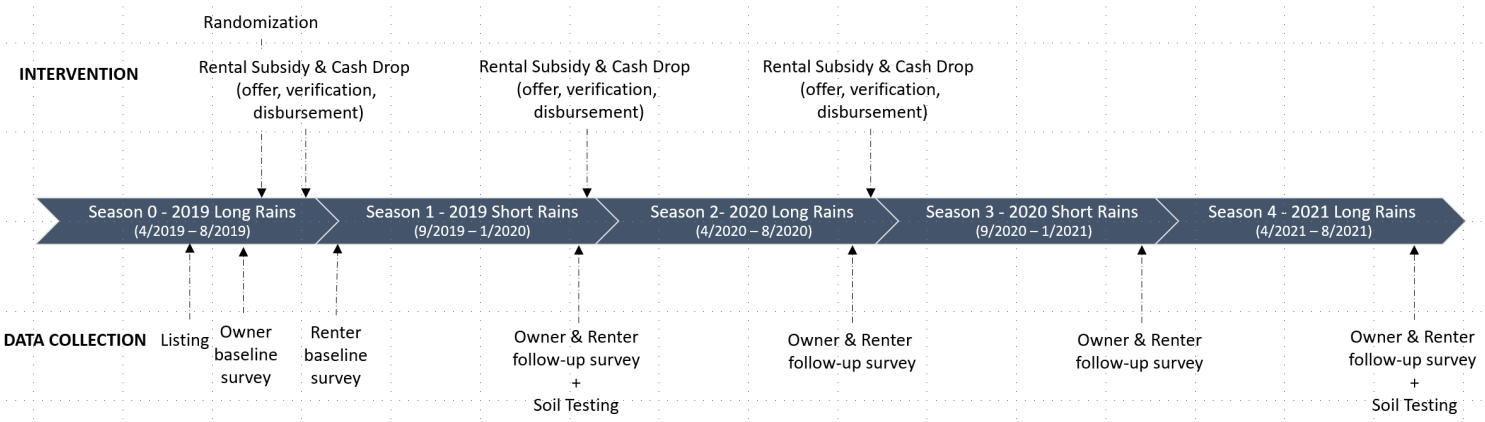 Randomization
INTERVENTION
Rental Subsidy & Cash Drop
(offer, verification,
disbursement)
Rental Subsidy & Cash Drop
(offer, verification,
disbursement)
Rental Subsidy & Cash Drop
(offer, verification,
disbursement)
Season 0 - 2019 Long Rains
(4/2019 – 8/2019)
Season 1 - 2019 Short Rains
(9/2019 – 1/2020)
Season 2- 2020 Long Rains
(4/2020 – 8/2020)
Season 3 - 2020 Short Rains
(9/2020 – 1/2021)
Season 4 - 2021 Long Rains
(4/2021 – 8/2021)
DATA COLLECTION
Listing
Owner
baseline
survey
Renter
baseline
survey
Owner & Renter
follow-up survey
+
Soil Testing
Owner & Renter
follow-up survey
Owner & Renter
follow-up survey
Owner & Renter
follow-up survey
+
Soil Testing